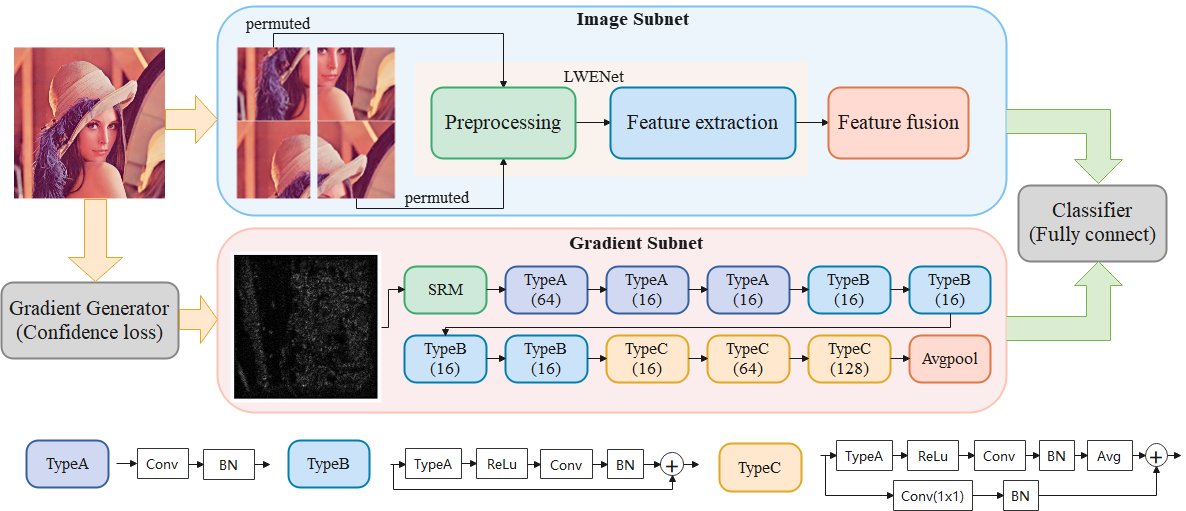 Image Subnet
permuted
LWENet
Preprocessing
Feature extraction
Feature fusion
permuted
Classifier
(Fully connect)
Gradient Generator
(Confidence loss)
Gradient Subnet
SRM
TypeA
(64)
TypeA
(16)
TypeA
(16)
TypeB
(16)
TypeB
(16)
TypeB
(16)
TypeB
(16)
TypeC
(16)
TypeC
(64)
TypeC
(128)
Avgpool
TypeA
Conv
BN
TypeB
TypeA
ReLu
Conv
BN
+
TypeC
TypeA
ReLu
Conv
BN
Avg
+
Conv(1x1)
BN